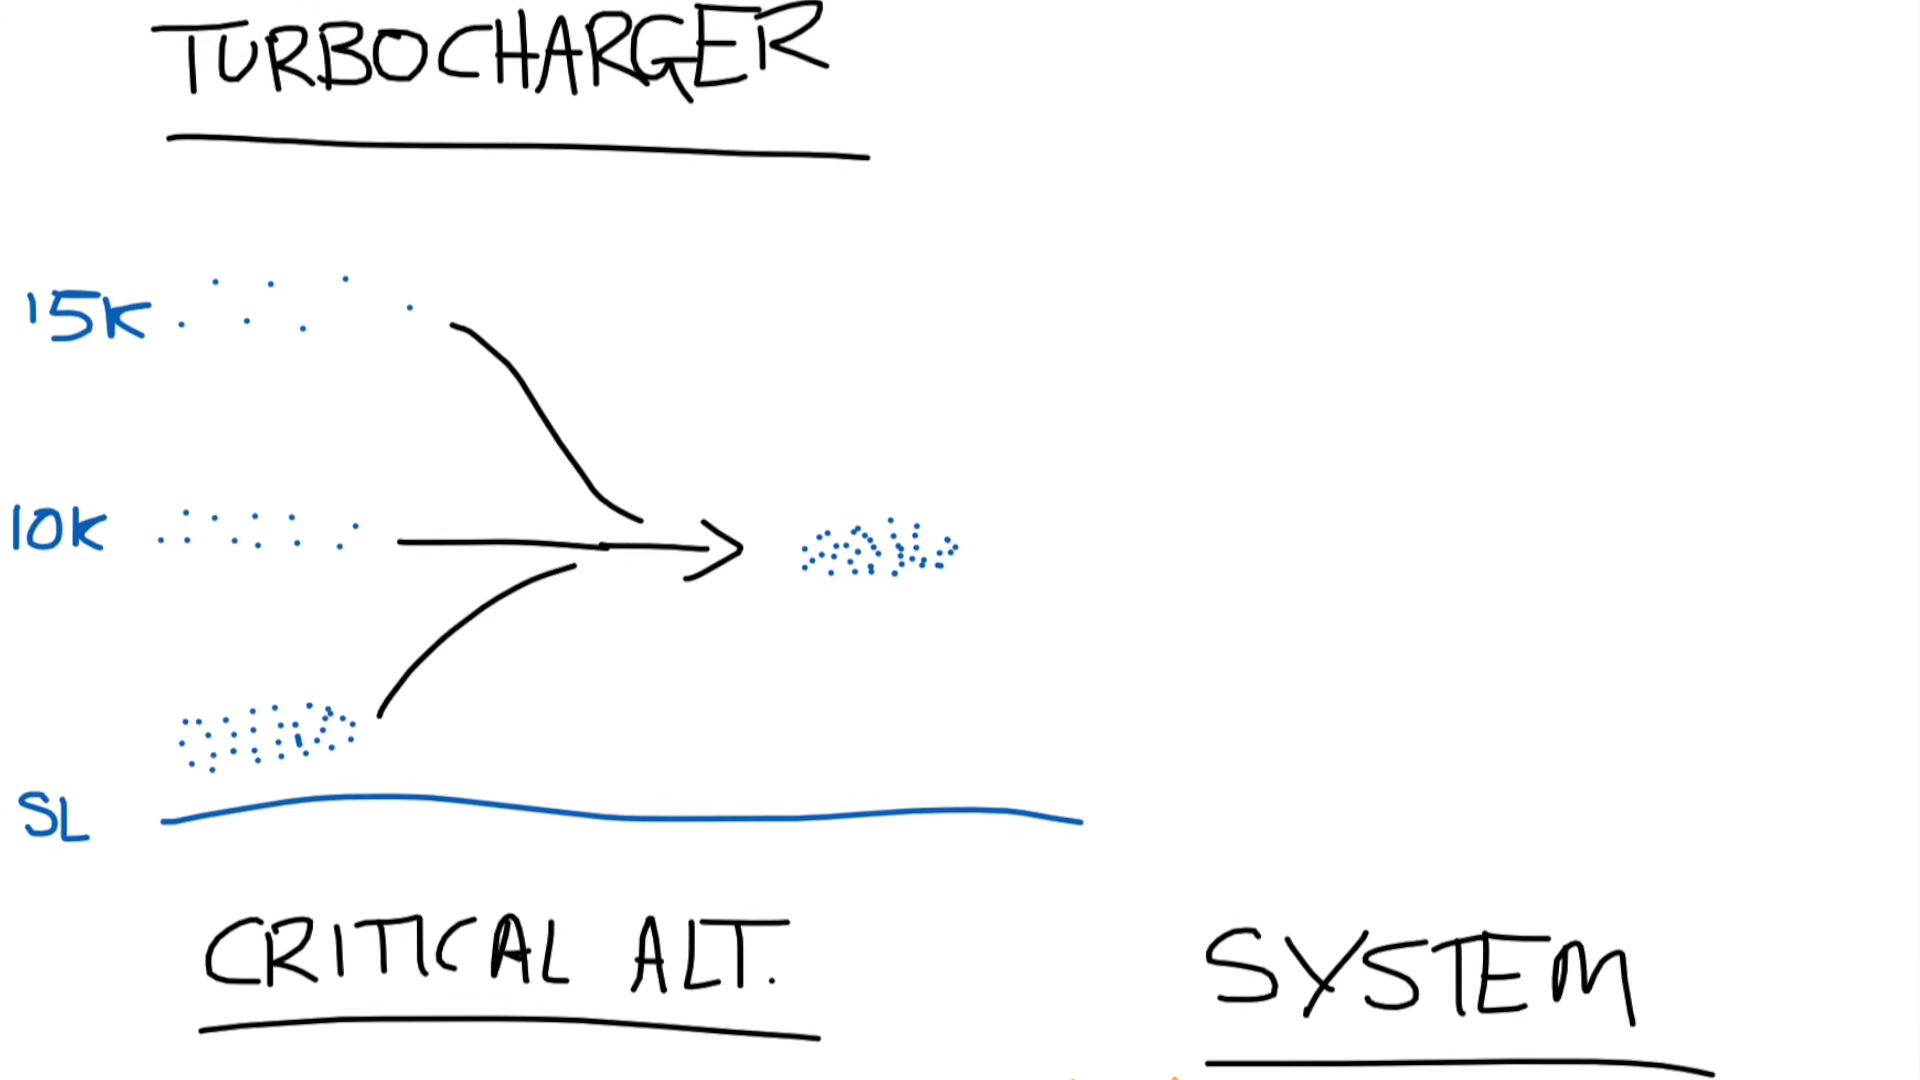 TURBOCHARGER
15K
10K
SL
CRITICAL ALT.
SYSTEM